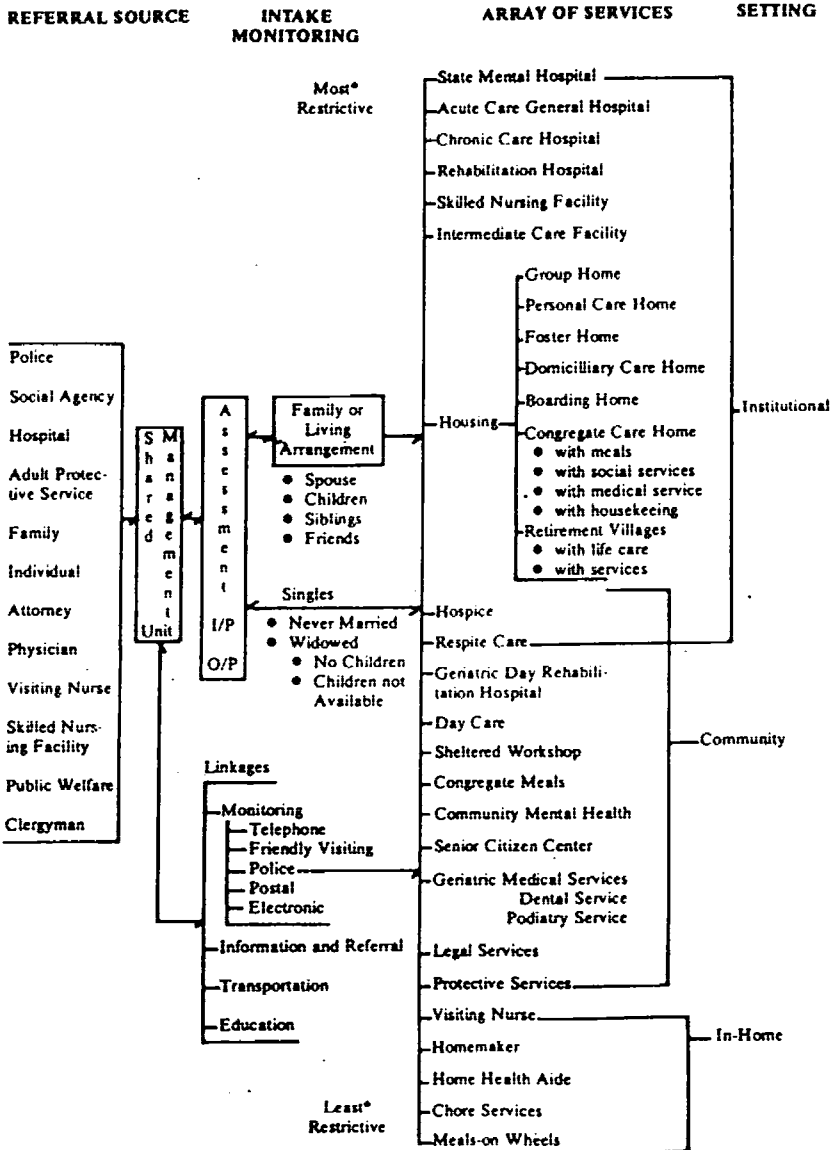 REFERRAL SOURCE
INTAKE
MONITORING
ARRAY OF SERVICES
SETTING
Police
Social Agency
Hospital
Adult Protec-
tive Service
Family
Individual
Attorney
Physician
Visiting Nurse
Skilled Nurs-
ing Facility
Public Welfare
Clergyman
Shared
Management
Unit
Assessment
I/P
O/P
Family or
Living
Arrangement
• Spouse
• Children
• Siblings
• Friends
Singles
• Never Married
• Widowed
• No Children
• Children not
Available
Linkages
Monitoring
Telephone
Friendly Visiting
Police
Postal
Electronic
Information and Referral
Transportation
Education
Most*
Restrictive
Least*
Restrictive
State Mental Hospital
Acute Care General Hospital
Chronic Care Hospital
Rehabilitation Hospital
Skilled Nursing Facility
Intermediate Care Facility
Housing
Group Home
Personal Care Home
Foster Home
Domicilliary Care Home
Boarding Home
Congregate Care Home
• with meals
• with social services
• with medical service
• with housekeeing
Retirement Villages
• with life care
• with services
Hospice
Respite Care
Geriatric Day Rehabili-
tation Hospital
Day Care
Sheltered Workshop
Congregate Meals
Community Mental Health
Senior Citizen Center
Geriatric Medical Services
Dental Service
Podiatry Service
Legal Services
Protective Services
Visiting Nurse
Homemaker
Home Health Aide
Chore Services
Meals-on Wheels
Institutional
Community
In-Home